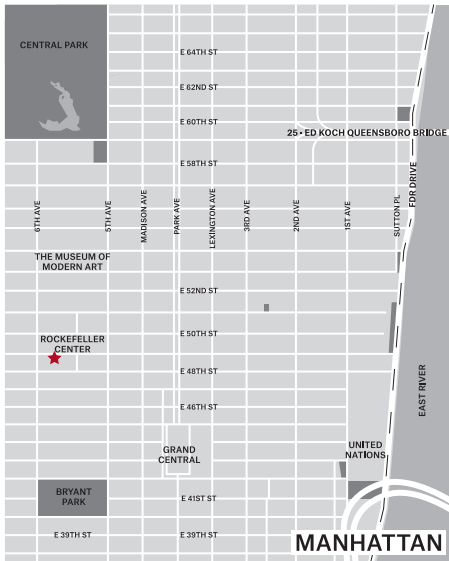 CENTRAL PARK
E 64TH ST
E 62ND ST
E 60TH ST
25 • ED KOCH QUEENSBORO BRIDGE
E 58TH ST
6TH AVE
5TH AVE
MADISON AVE
PARK AVE
LEXINGTON AVE
3RD AVE
2ND AVE
1ST AVE
SUTTON PL
FDR DRIVE
THE MUSEUM OF
MODERN ART
E 52ND ST
E 50TH ST
ROCKEFELLER
CENTER
E 48TH ST
EAST RIVER
E 46TH ST
GRAND
CENTRAL
UNITED
NATIONS
BRYANT
PARK
E 41ST ST
E 39TH ST
E 39TH ST
MANHATTAN